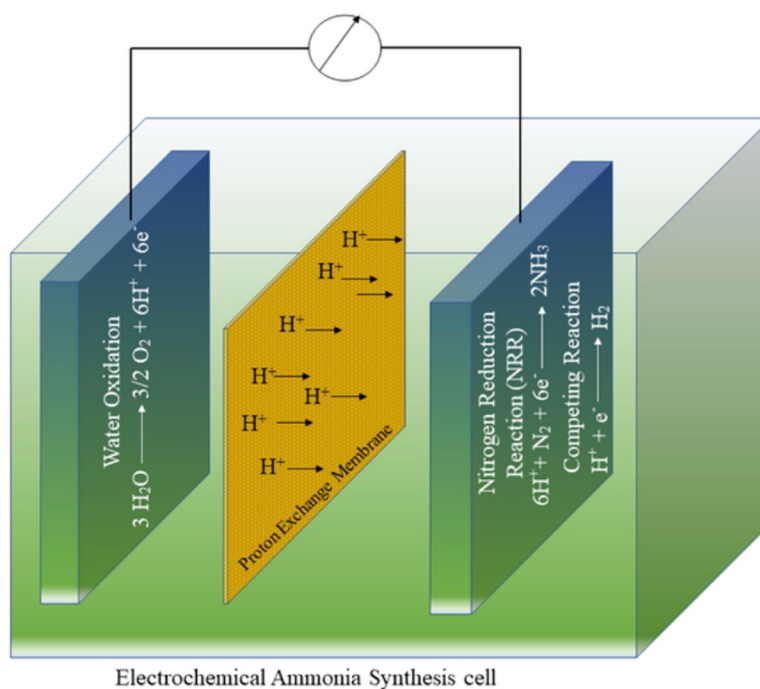 Water Oxidation
3 H₂O ⟶ 3/2 O₂ + 6H⁺ + 6e⁻
H⁺
H⁺
H⁺
H⁺
H⁺
H⁺
H⁺
Proton Exchange Membrane
Nitrogen Reduction
Reaction (NRR)
6H⁺ + N₂ + 6e⁻ ⟶ 2NH₃
Competing Reaction
H⁺ + e⁻ ⟶ H₂
Electrochemical Ammonia Synthesis cell